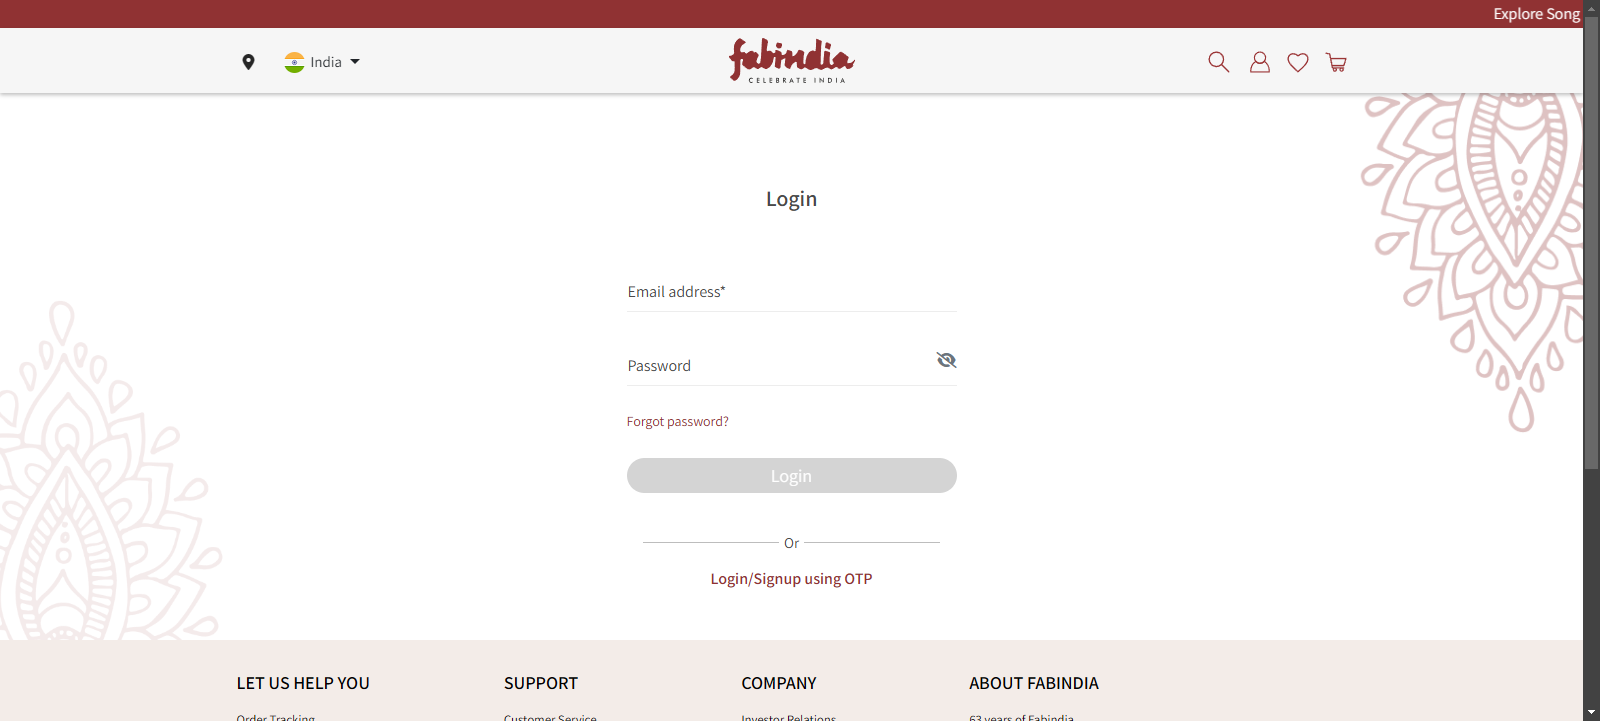 Explore Song
India
fabindia
CELEBRATE INDIA
Login
Email address*
Password
Forgot password?
Login
Or
Login/Signup using OTP
LET US HELP YOU
SUPPORT
COMPANY
ABOUT FABINDIA
Order Tracking
Customer Service
Investor Relations
63 years of Fabindia